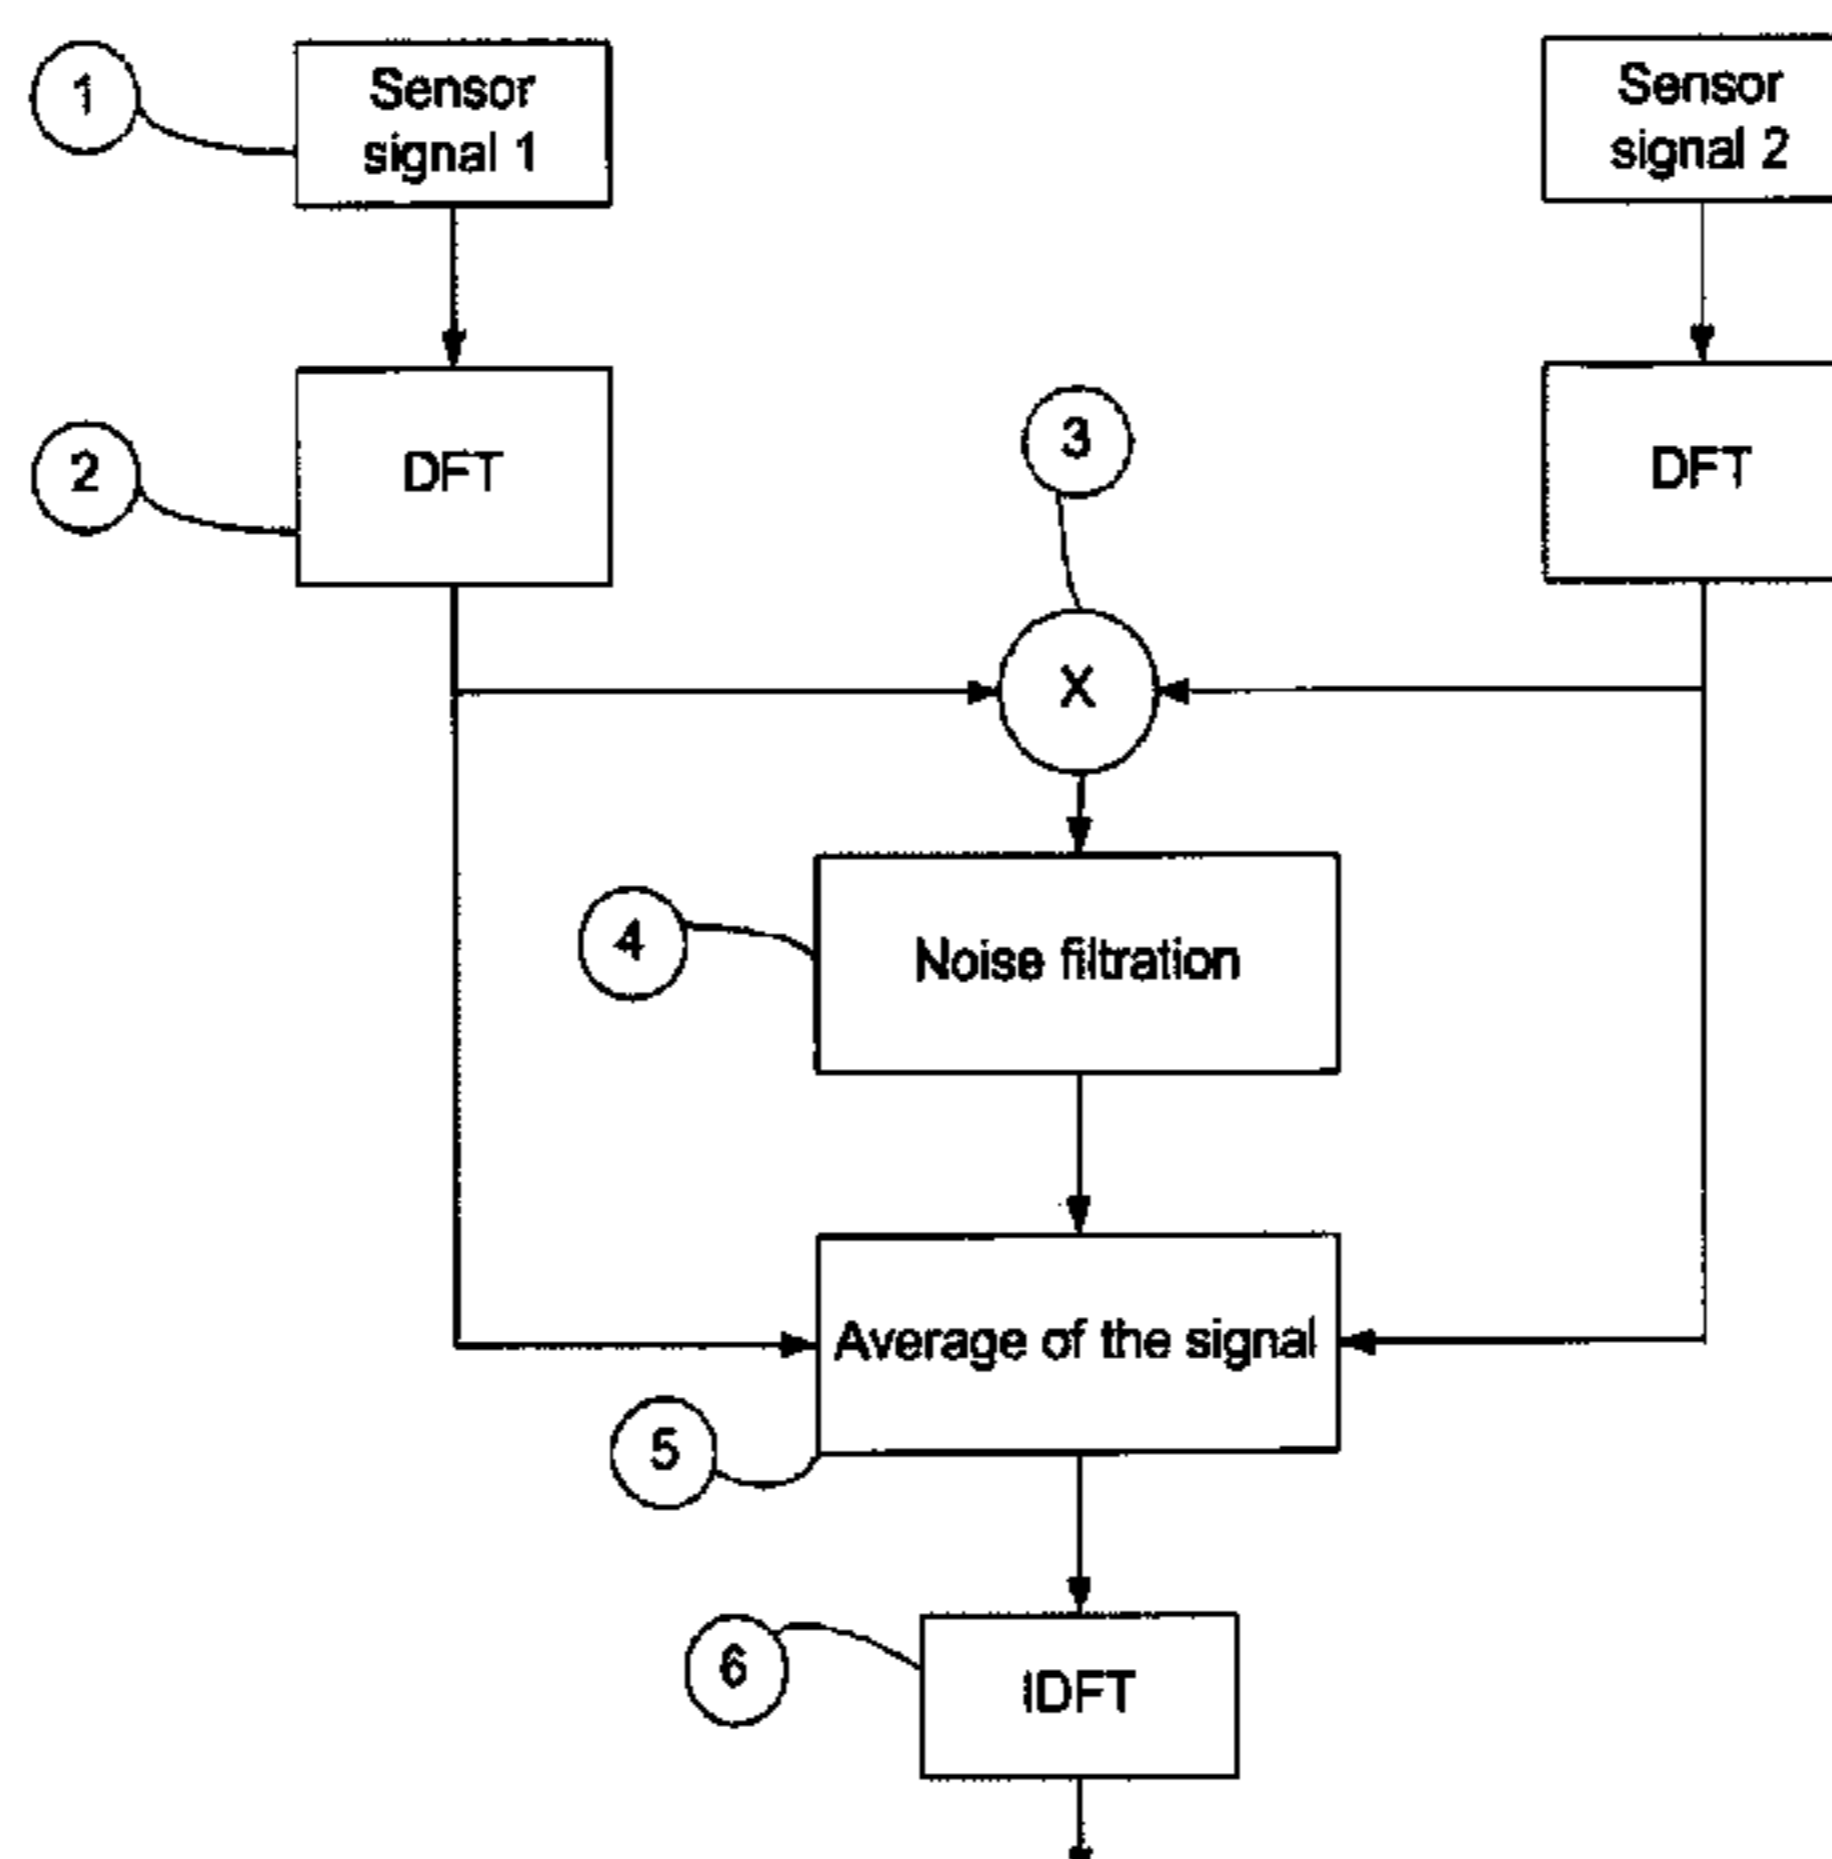 1
Sensor
signal 1
Sensor
signal 2
2
DFT
3
DFT
X
4
Noise filtration
Average of the signal
5
6
IDFT